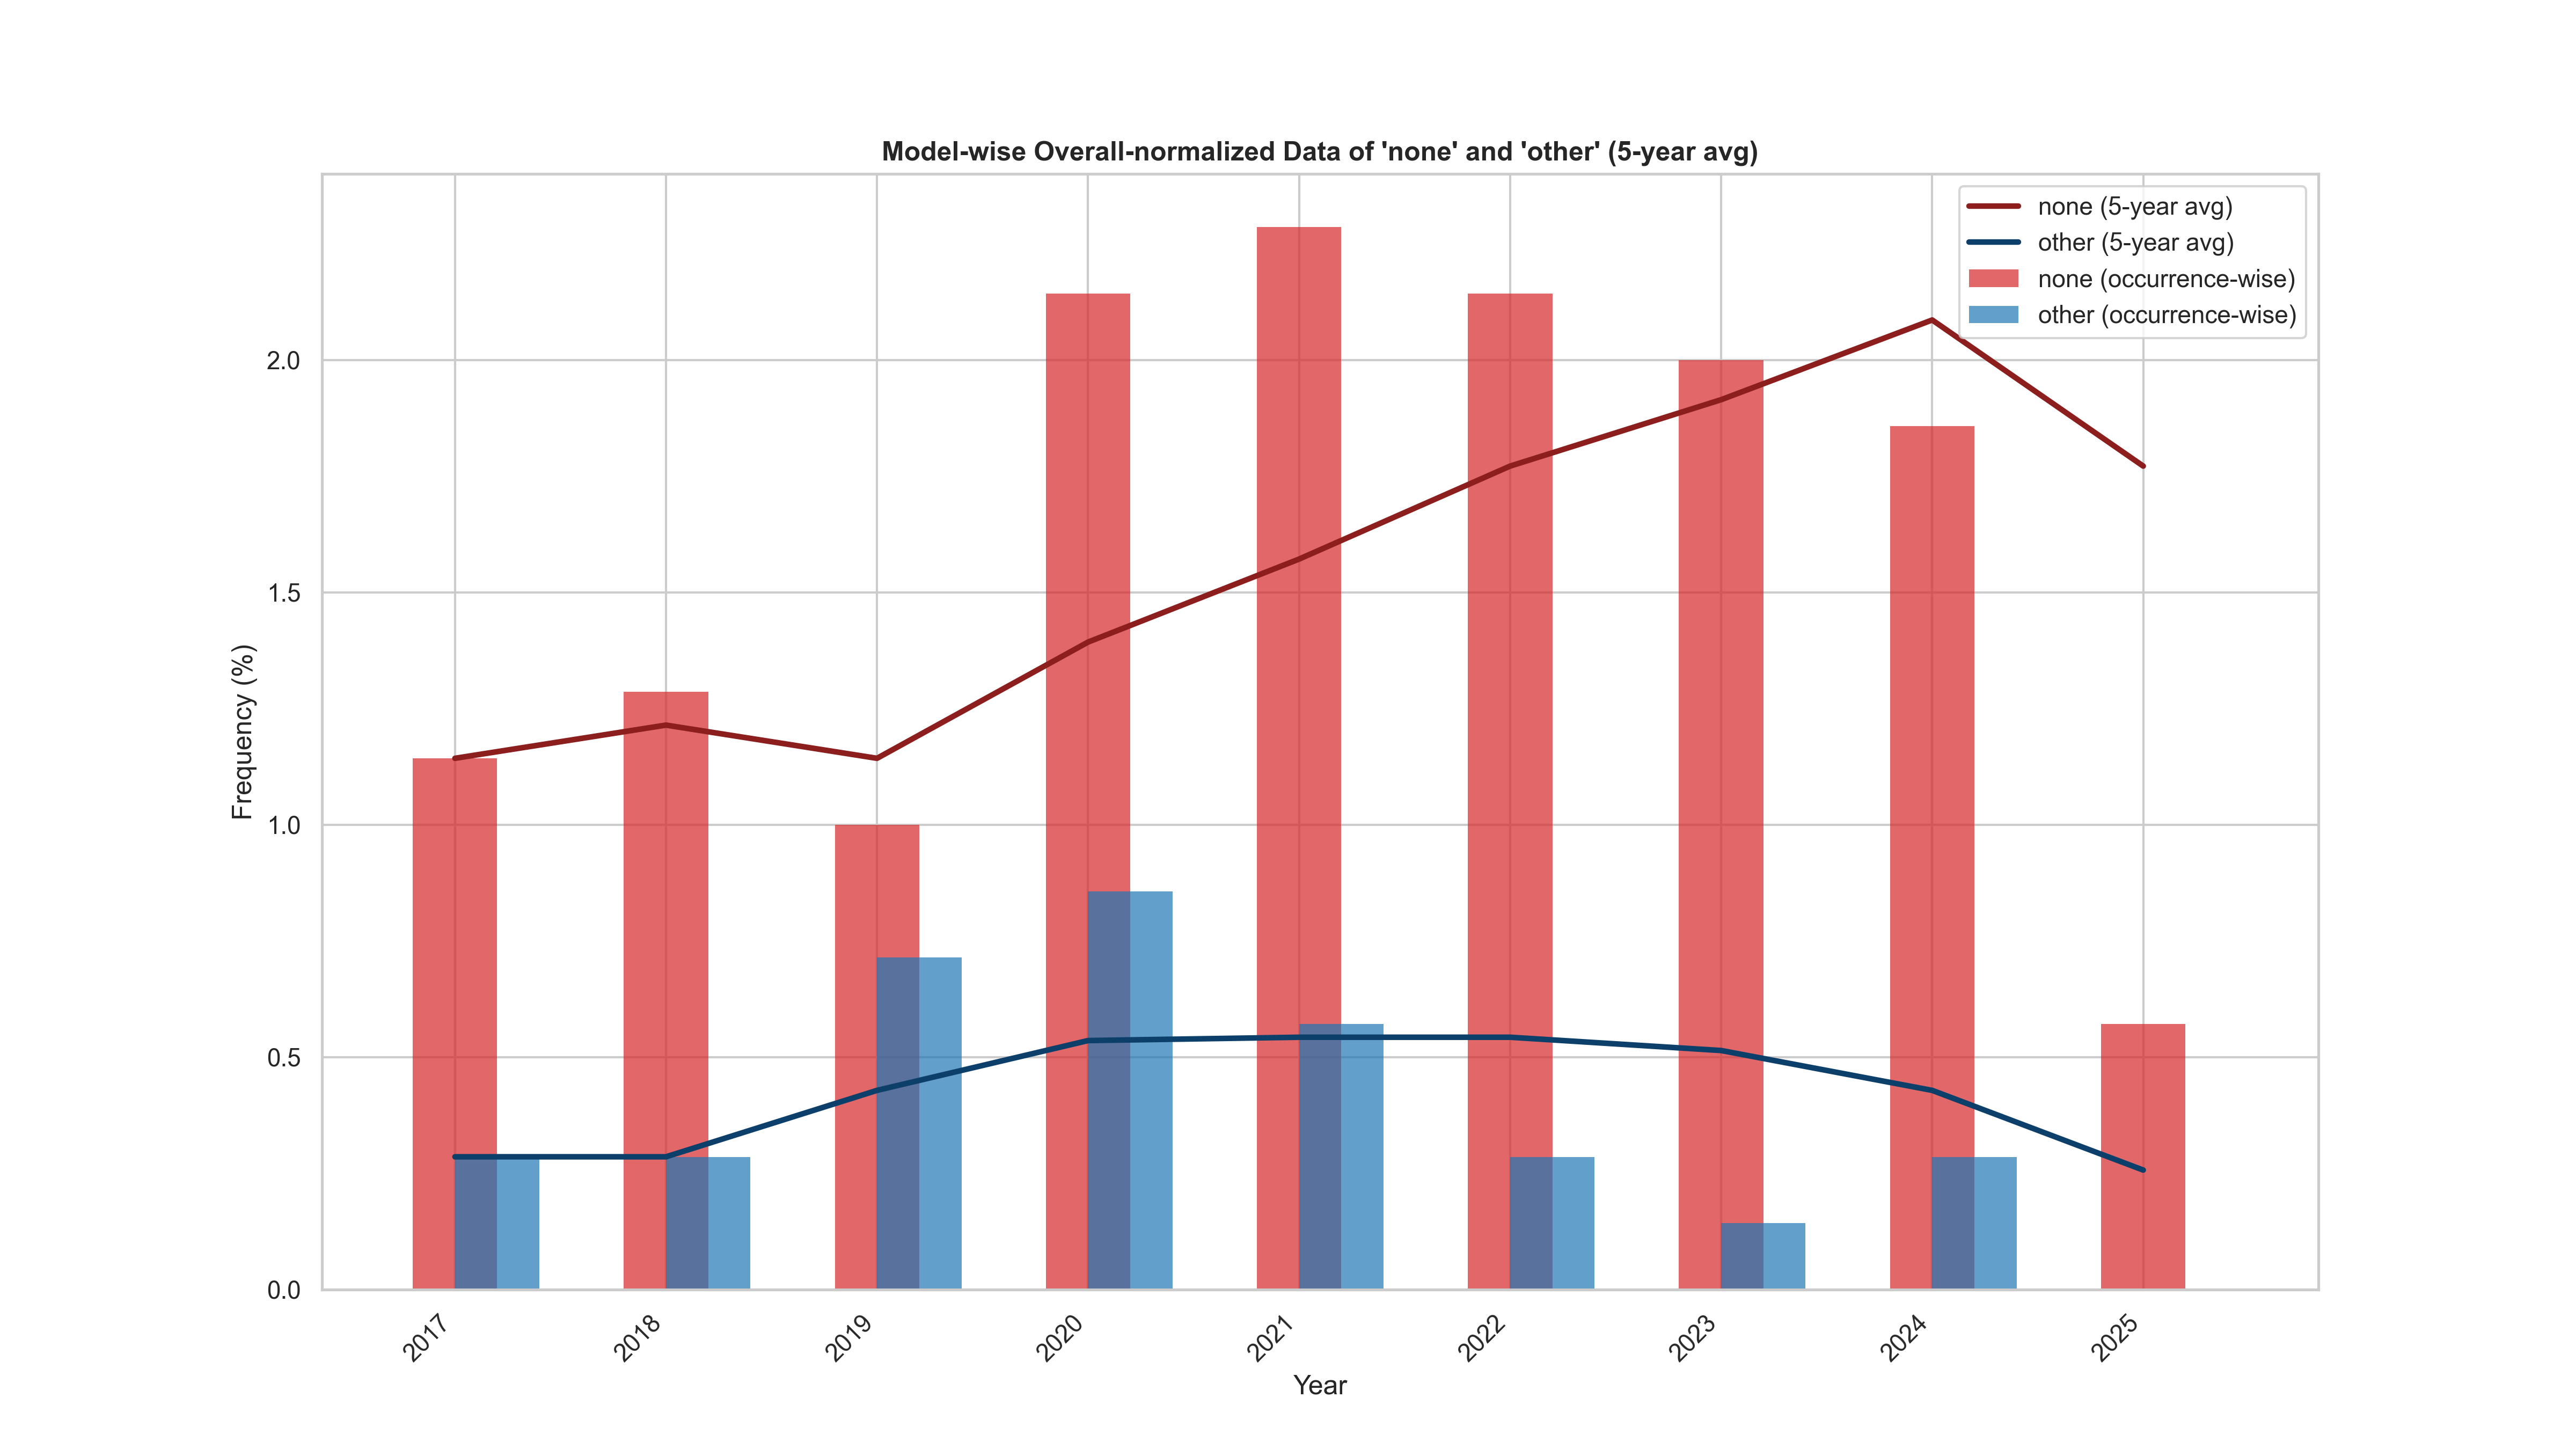 Model-wise Overall-normalized Data of 'none' and 'other' (5-year avg)
none (5-year avg)
other (5-year avg)
none (occurrence-wise)
other (occurrence-wise)
2.0
1.5
1.0
0.5
0.0
Frequency (%)
2017
2018
2019
2020
2021
2022
2023
2024
2025
Year